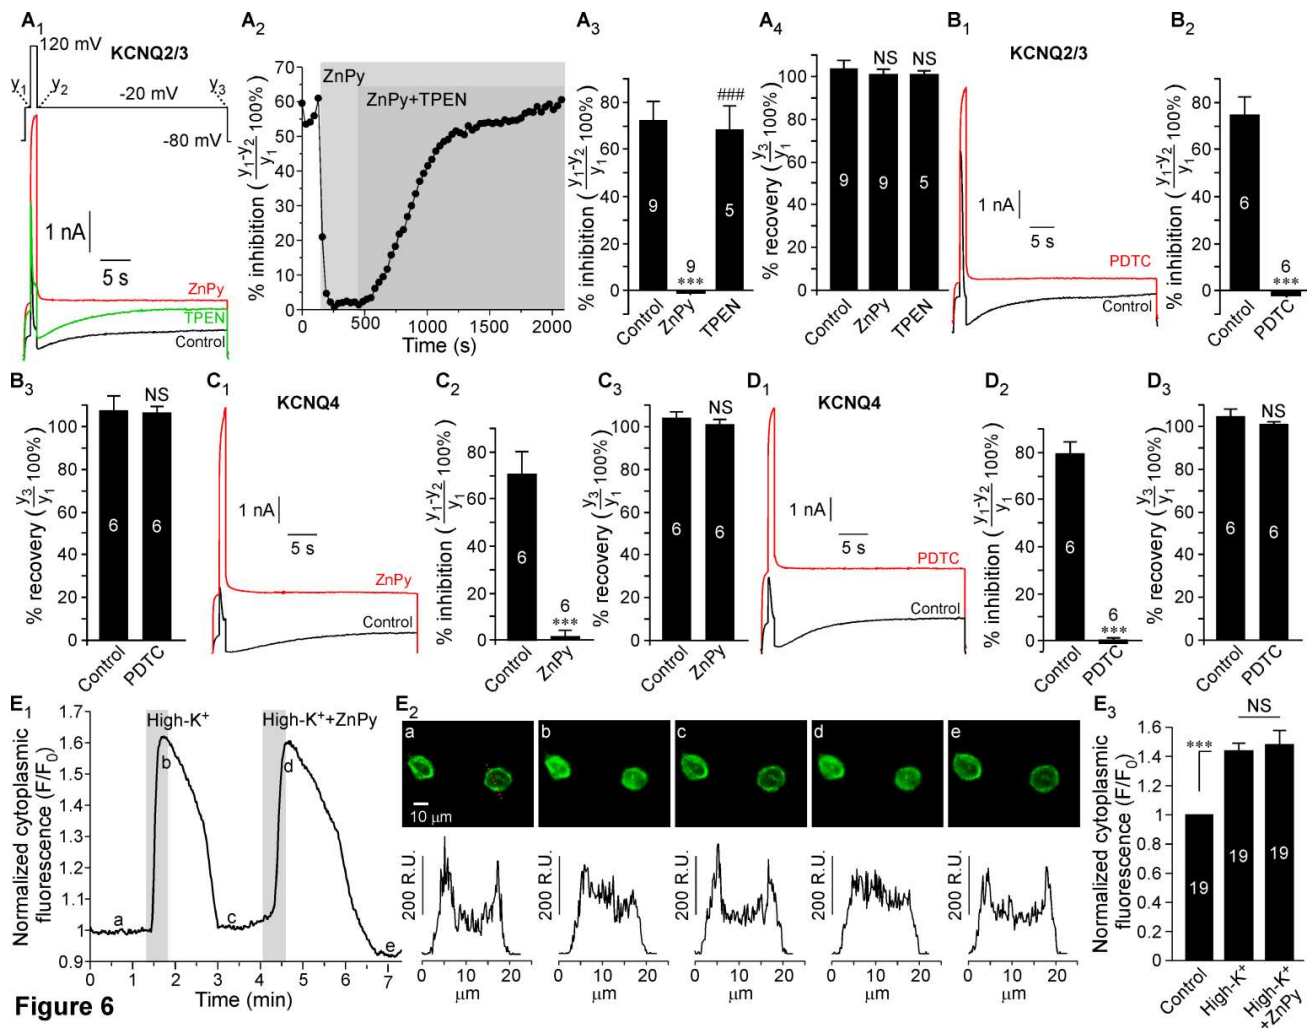 A1
KCNQ2/3
120 mV
y1
y2
-20 mV
y3
-80 mV
1 nA
5 s
ZnPy
TPEN
Control
A2
% inhibition ( y1-y2 / y1 100% )
70
60
50
40
30
20
10
0
ZnPy
ZnPy+TPEN
0
500
1000
1500
2000
Time (s)
A3
% inhibition ( y1-y2 / y1 100% )
80
60
40
20
0
9
9
***
###
5
Control
ZnPy
TPEN
A4
% recovery ( y3 / y1 100% )
100
80
60
40
20
0
NS
NS
9
9
5
Control
ZnPy
TPEN
B1
KCNQ2/3
1 nA
5 s
PDTC
Control
B2
% inhibition ( y1-y2 / y1 100% )
80
60
40
20
0
6
6
***
Control
PDTC
B3
% recovery ( y3 / y1 100% )
100
80
60
40
20
0
NS
6
6
Control
PDTC
C1
KCNQ4
1 nA
5 s
ZnPy
Control
C2
% inhibition ( y1-y2 / y1 100% )
80
60
40
20
0
6
6
***
Control
ZnPy
C3
% recovery ( y3 / y1 100% )
100
80
60
40
20
0
NS
6
6
Control
ZnPy
D1
KCNQ4
1 nA
5 s
PDTC
Control
D2
% inhibition ( y1-y2 / y1 100% )
80
60
40
20
0
6
6
***
Control
PDTC
D3
% recovery ( y3 / y1 100% )
100
80
60
40
20
0
NS
6
6
Control
PDTC
E1
Normalized cytoplasmic
fluorescence (F/F0)
1.7
1.6
1.5
1.4
1.3
1.2
1.1
1
0.9
High-K+
High-K++ZnPy
a
b
c
d
e
0
1
2
3
4
5
6
7
Time (min)
E2
a
b
c
d
e
10 μm
200 R.U.
200 R.U.
200 R.U.
200 R.U.
200 R.U.
0 10 20
0 10 20
0 10 20
0 10 20
0 10 20
μm
μm
μm
μm
μm
E3
Normalized cytoplasmic
fluorescence (F/F0)
1.6
1.4
1.2
1
0.8
0.6
0.4
0.2
0
NS
***
19
19
19
Control
High-K+
High-K+
+ZnPy
Figure 6